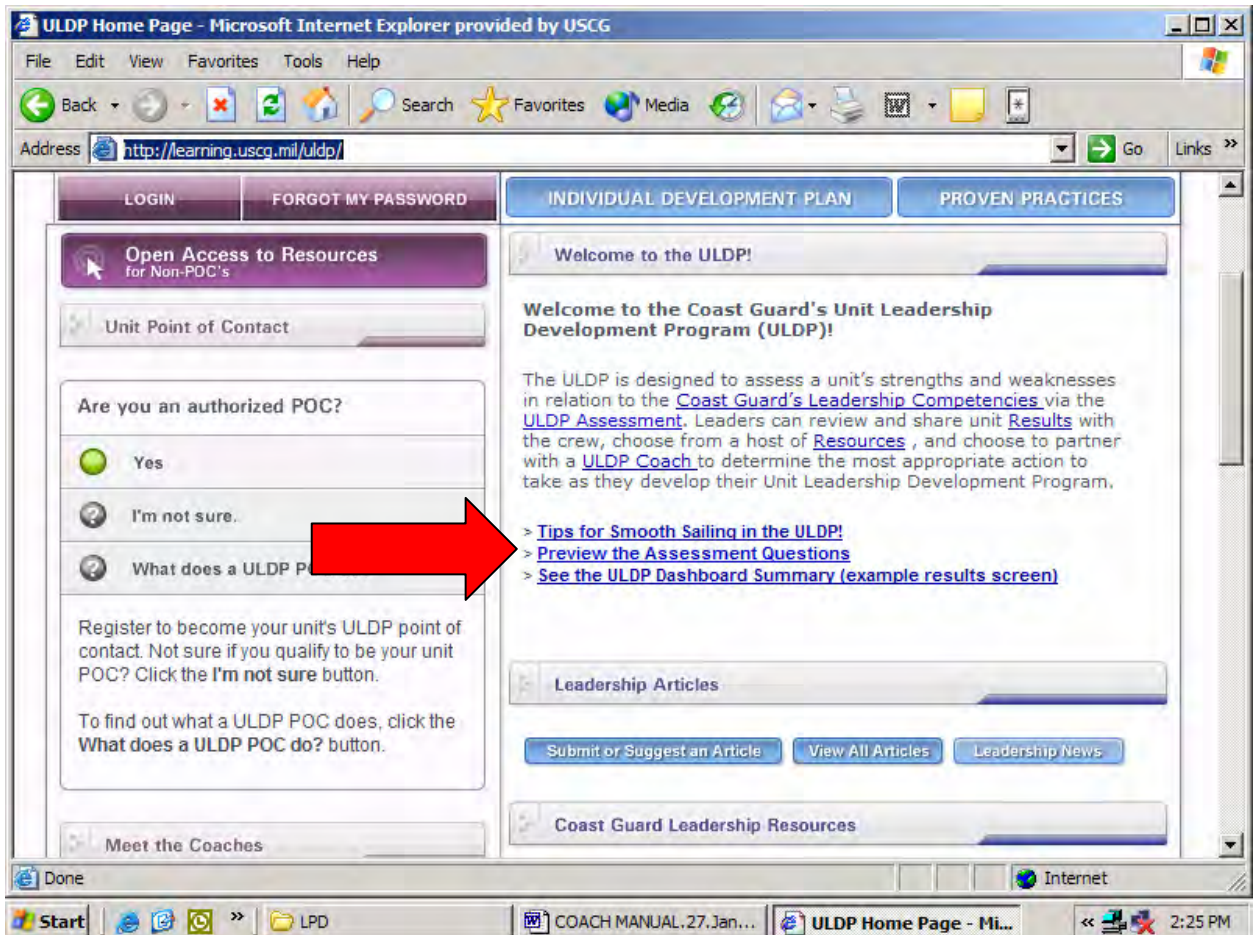 ULDP Home Page - Microsoft Internet Explorer provided by USCG
File Edit View Favorites Tools Help
Back Search Favorites Media
Address http://learning.uscg.mil/uldp/ Go Links »
LOGIN FORGOT MY PASSWORD INDIVIDUAL DEVELOPMENT PLAN PROVEN PRACTICES
Open Access to Resources
for Non-POC's
Unit Point of Contact
Are you an authorized POC?
Yes
I'm not sure.
What does a ULDP
Register to become your unit's ULDP point of
contact. Not sure if you qualify to be your unit
POC? Click the I'm not sure button.
To find out what a ULDP POC does, click the
What does a ULDP POC do? button.
Meet the Coaches
Welcome to the ULDP!
Welcome to the Coast Guard's Unit Leadership
Development Program (ULDP)!
The ULDP is designed to assess a unit's strengths and weaknesses
in relation to the Coast Guard's Leadership Competencies via the
ULDP Assessment. Leaders can review and share unit Results with
the crew, choose from a host of Resources , and choose to partner
with a ULDP Coach to determine the most appropriate action to
take as they develop their Unit Leadership Development Program.
> Tips for Smooth Sailing in the ULDP!
> Preview the Assessment Questions
> See the ULDP Dashboard Summary (example results screen)
Leadership Articles
Submit or Suggest an Article View All Articles Leadership News
Coast Guard Leadership Resources
Done Internet
Start » LPD COACH MANUAL.27.Jan... ULDP Home Page - Mi... « 2:25 PM